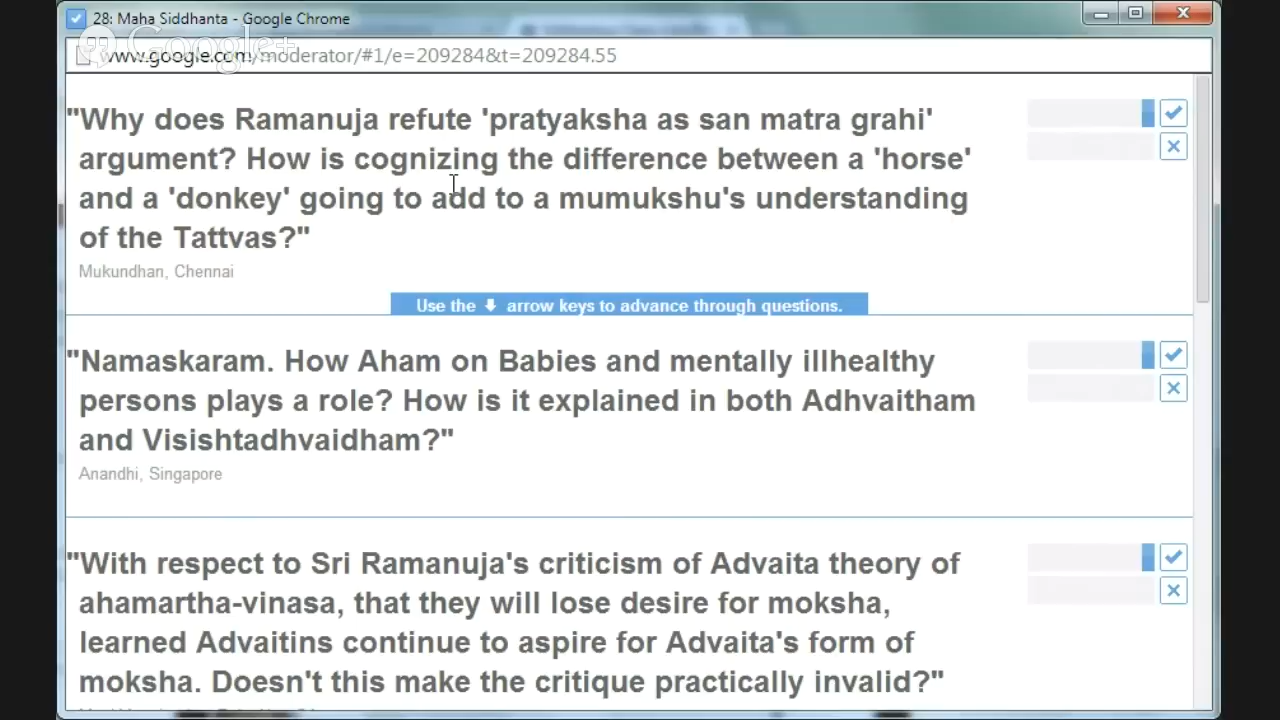 28: Maha Siddhanta - Google Chrome
Google+
www.google.com/moderator/#1/e=209284&t=209284.55
"Why does Ramanuja refute 'pratyaksha as san matra grahi'
argument? How is cognizing the difference between a 'horse'
and a 'donkey' going to add to a mumukshu's understanding
of the Tattvas?"
Mukundhan, Chennai
Use the ⬇ arrow keys to advance through questions.
"Namaskaram. How Aham on Babies and mentally illhealthy
persons plays a role? How is it explained in both Adhvaitham
and Visishtadhvaidham?"
Anandhi, Singapore
"With respect to Sri Ramanuja's criticism of Advaita theory of
ahamartha-vinasa, that they will lose desire for moksha,
learned Advaitins continue to aspire for Advaita's form of
moksha. Doesn't this make the critique practically invalid?"